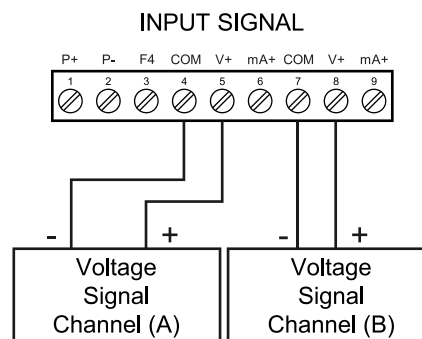 INPUT SIGNAL
P+ P- F4 COM V+ mA+ COM V+ mA+
1 2 3 4 5 6 7 8 9
- + - +
Voltage
Signal
Channel (A)
Voltage
Signal
Channel (B)